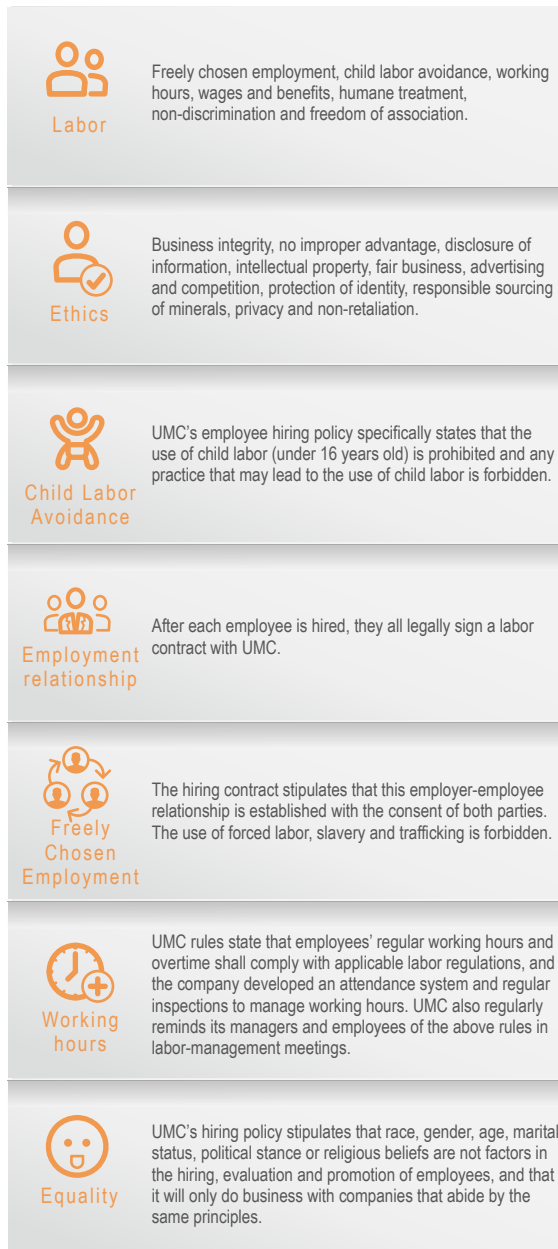 Labor
Freely chosen employment, child labor avoidance, working
hours, wages and benefits, humane treatment,
non-discrimination and freedom of association.
Ethics
Business integrity, no improper advantage, disclosure of
information, intellectual property, fair business, advertising
and competition, protection of identity, responsible sourcing
of minerals, privacy and non-retaliation.
Child Labor
Avoidance
UMC’s employee hiring policy specifically states that the
use of child labor (under 16 years old) is prohibited and any
practice that may lead to the use of child labor is forbidden.
Employment
relationship
After each employee is hired, they all legally sign a labor
contract with UMC.
Freely
Chosen
Employment
The hiring contract stipulates that this employer-employee
relationship is established with the consent of both parties.
The use of forced labor, slavery and trafficking is forbidden.
Working
hours
UMC rules state that employees’ regular working hours and
overtime shall comply with applicable labor regulations, and
the company developed an attendance system and regular
inspections to manage working hours. UMC also regularly
reminds its managers and employees of the above rules in
labor-management meetings.
Equality
UMC’s hiring policy stipulates that race, gender, age, marital
status, political stance or religious beliefs are not factors in
the hiring, evaluation and promotion of employees, and that
it will only do business with companies that abide by the
same principles.